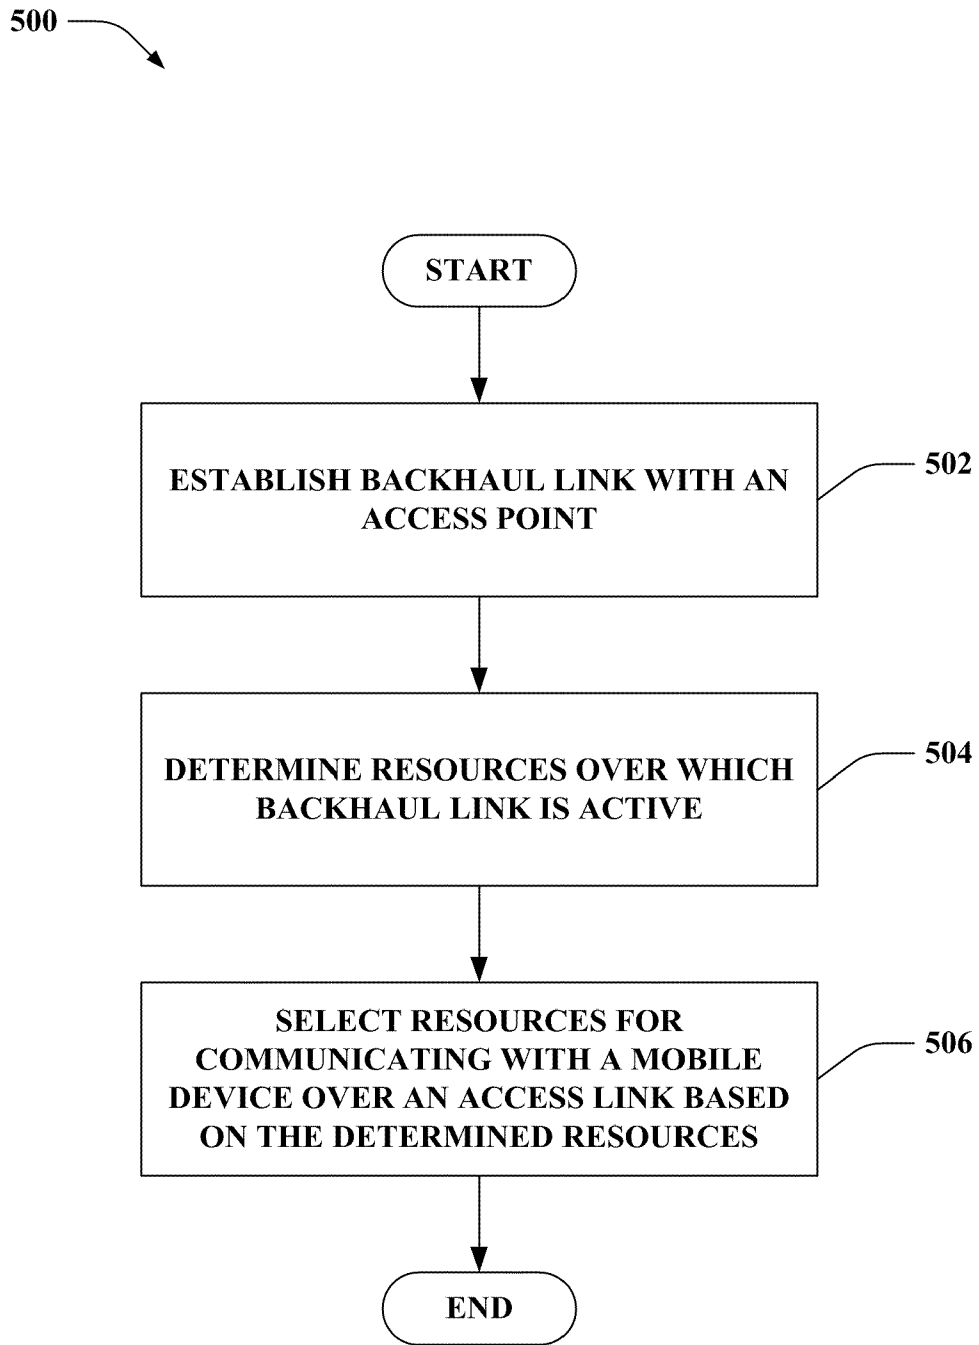 500
START
ESTABLISH BACKHAUL LINK WITH AN
ACCESS POINT
502
DETERMINE RESOURCES OVER WHICH
BACKHAUL LINK IS ACTIVE
504
SELECT RESOURCES FOR
COMMUNICATING WITH A MOBILE
DEVICE OVER AN ACCESS LINK BASED
ON THE DETERMINED RESOURCES
506
END